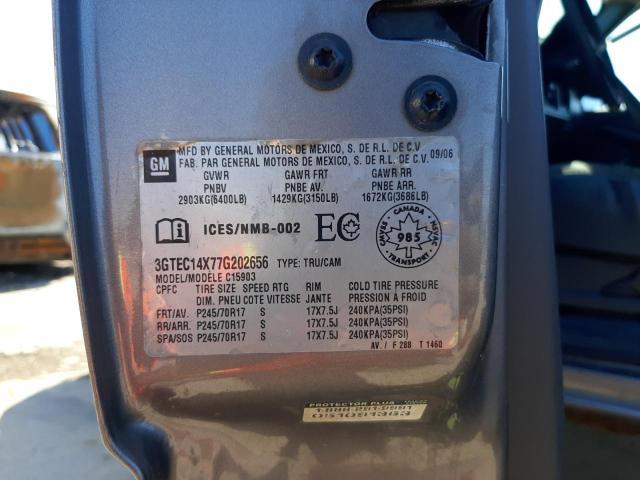 GM
MFD BY GENERAL MOTORS DE MEXICO, S. DE R.L. DE C.V
FAB. PAR GENERAL MOTORS DE MEXICO, S. DE R.L. DE C.V. 09/06
GVWR GAWR FRT GAWR RR
PNBV PNBE AV. PNBE ARR.
2903KG(6400LB) 1429KG(3150LB) 1672KG(3686LB)
ICES/NMB-002 EC CANADA 985
3GTEC14X77G202656 TYPE: TRU/CAM
MODEL/MODELE C15903
CPFC TIRE SIZE SPEED RTG RIM COLD TIRE PRESSURE
DIM. PNEU COTE VITESSE JANTE PRESSION À FROID
FRT/AV. P245/70R17 S 17X7.5J 240KPA(35PSI)
RR/ARR. P245/70R17 S 17X7.5J 240KPA(35PSI)
SPA/SOS P245/70R17 S 17X7.5J 240KPA(35PSI)
AV./ F 288 T 1460
PROTECTOR PLUS